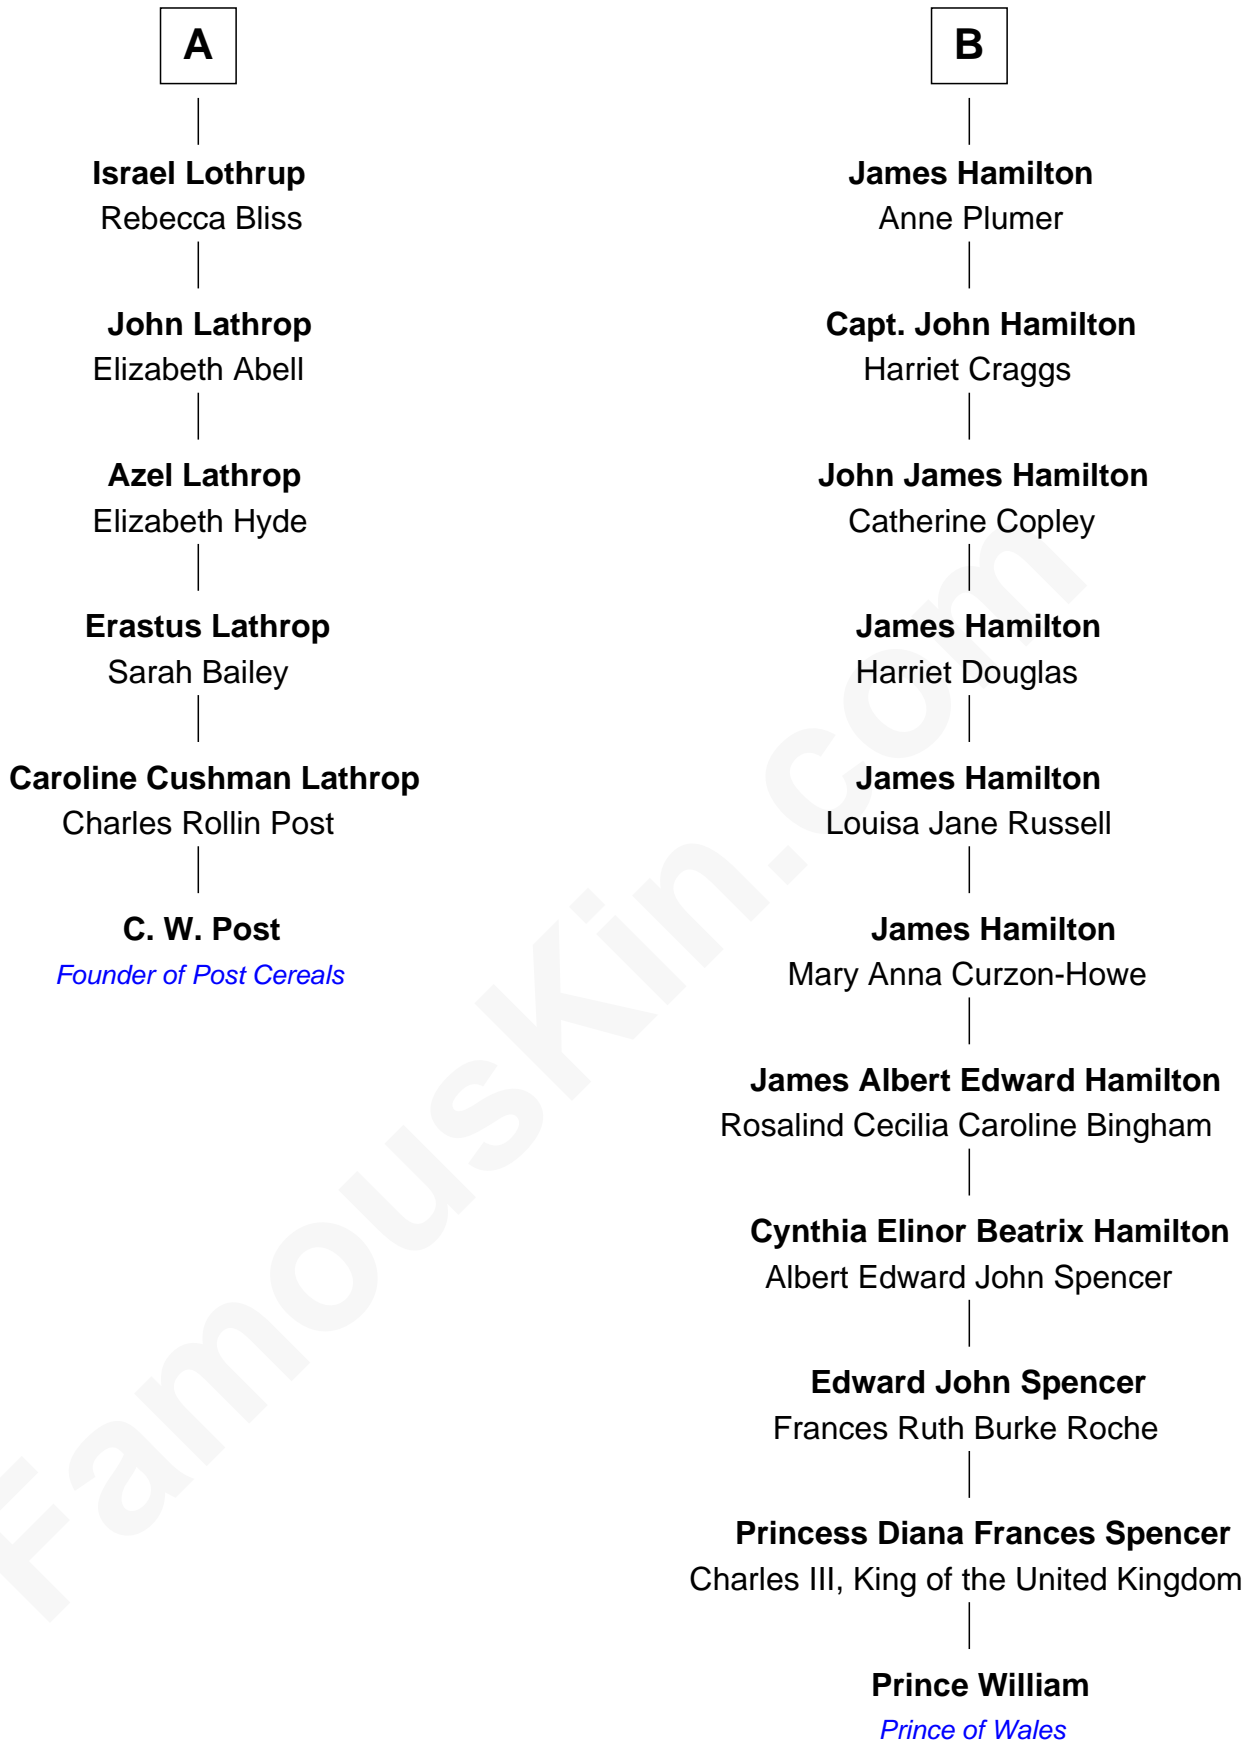 A
Israel Lothrup
Rebecca Bliss
John Lathrop
Elizabeth Abell
Azel Lathrop
Elizabeth Hyde
Erastus Lathrop
Sarah Bailey
Caroline Cushman Lathrop
Charles Rollin Post
C. W. Post
Founder of Post Cereals
B
James Hamilton
Anne Plumer
Capt. John Hamilton
Harriet Craggs
John James Hamilton
Catherine Copley
James Hamilton
Harriet Douglas
James Hamilton
Louisa Jane Russell
James Hamilton
Mary Anna Curzon-Howe
James Albert Edward Hamilton
Rosalind Cecilia Caroline Bingham
Cynthia Elinor Beatrix Hamilton
Albert Edward John Spencer
Edward John Spencer
Frances Ruth Burke Roche
Princess Diana Frances Spencer
Charles III, King of the United Kingdom
Prince William
Prince of Wales
FamousKin.com